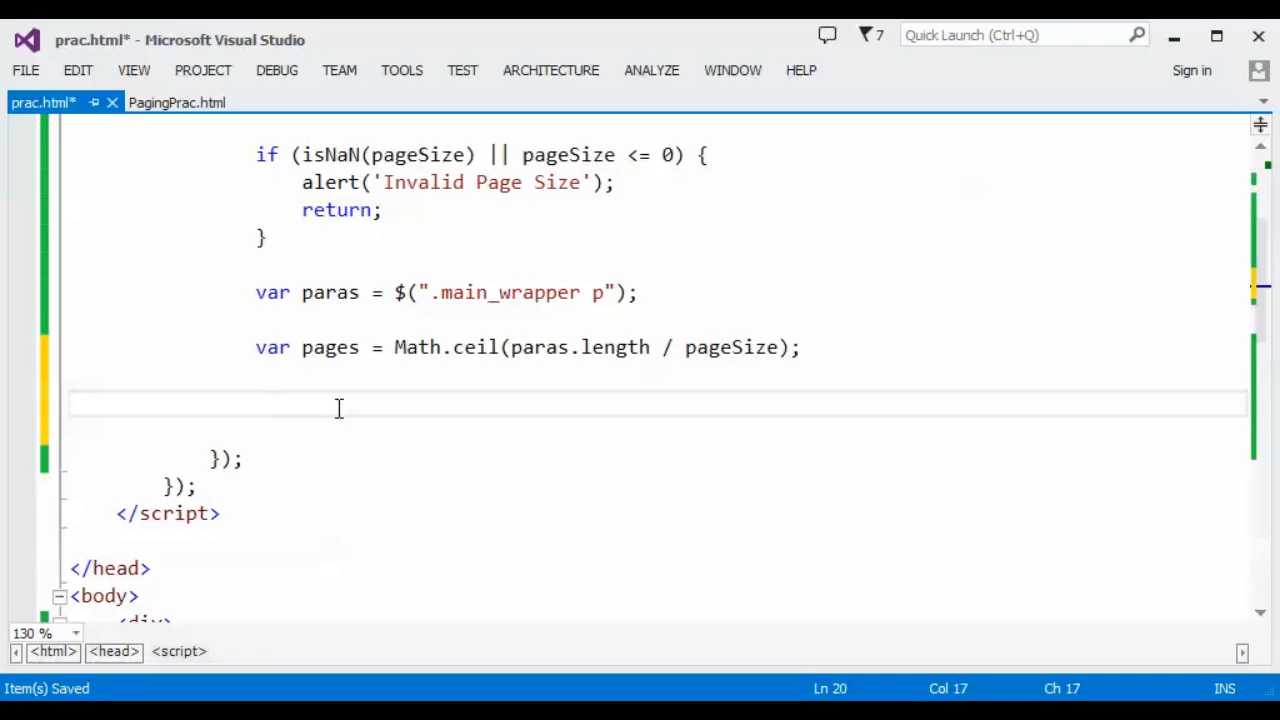 prac.html* - Microsoft Visual Studio
7
Quick Launch (Ctrl+Q)
FILE EDIT VIEW PROJECT DEBUG TEAM TOOLS TEST ARCHITECTURE ANALYZE WINDOW HELP
Sign in
prac.html* PagingPrac.html
if (isNaN(pageSize) || pageSize <= 0) {
alert('Invalid Page Size');
return;
}
var paras = $(".main_wrapper p");
var pages = Math.ceil(paras.length / pageSize);
});
});
</script>
</head>
<body>
<div>
130 %
<html> <head> <script>
Item(s) Saved
Ln 20 Col 17 Ch 17 INS